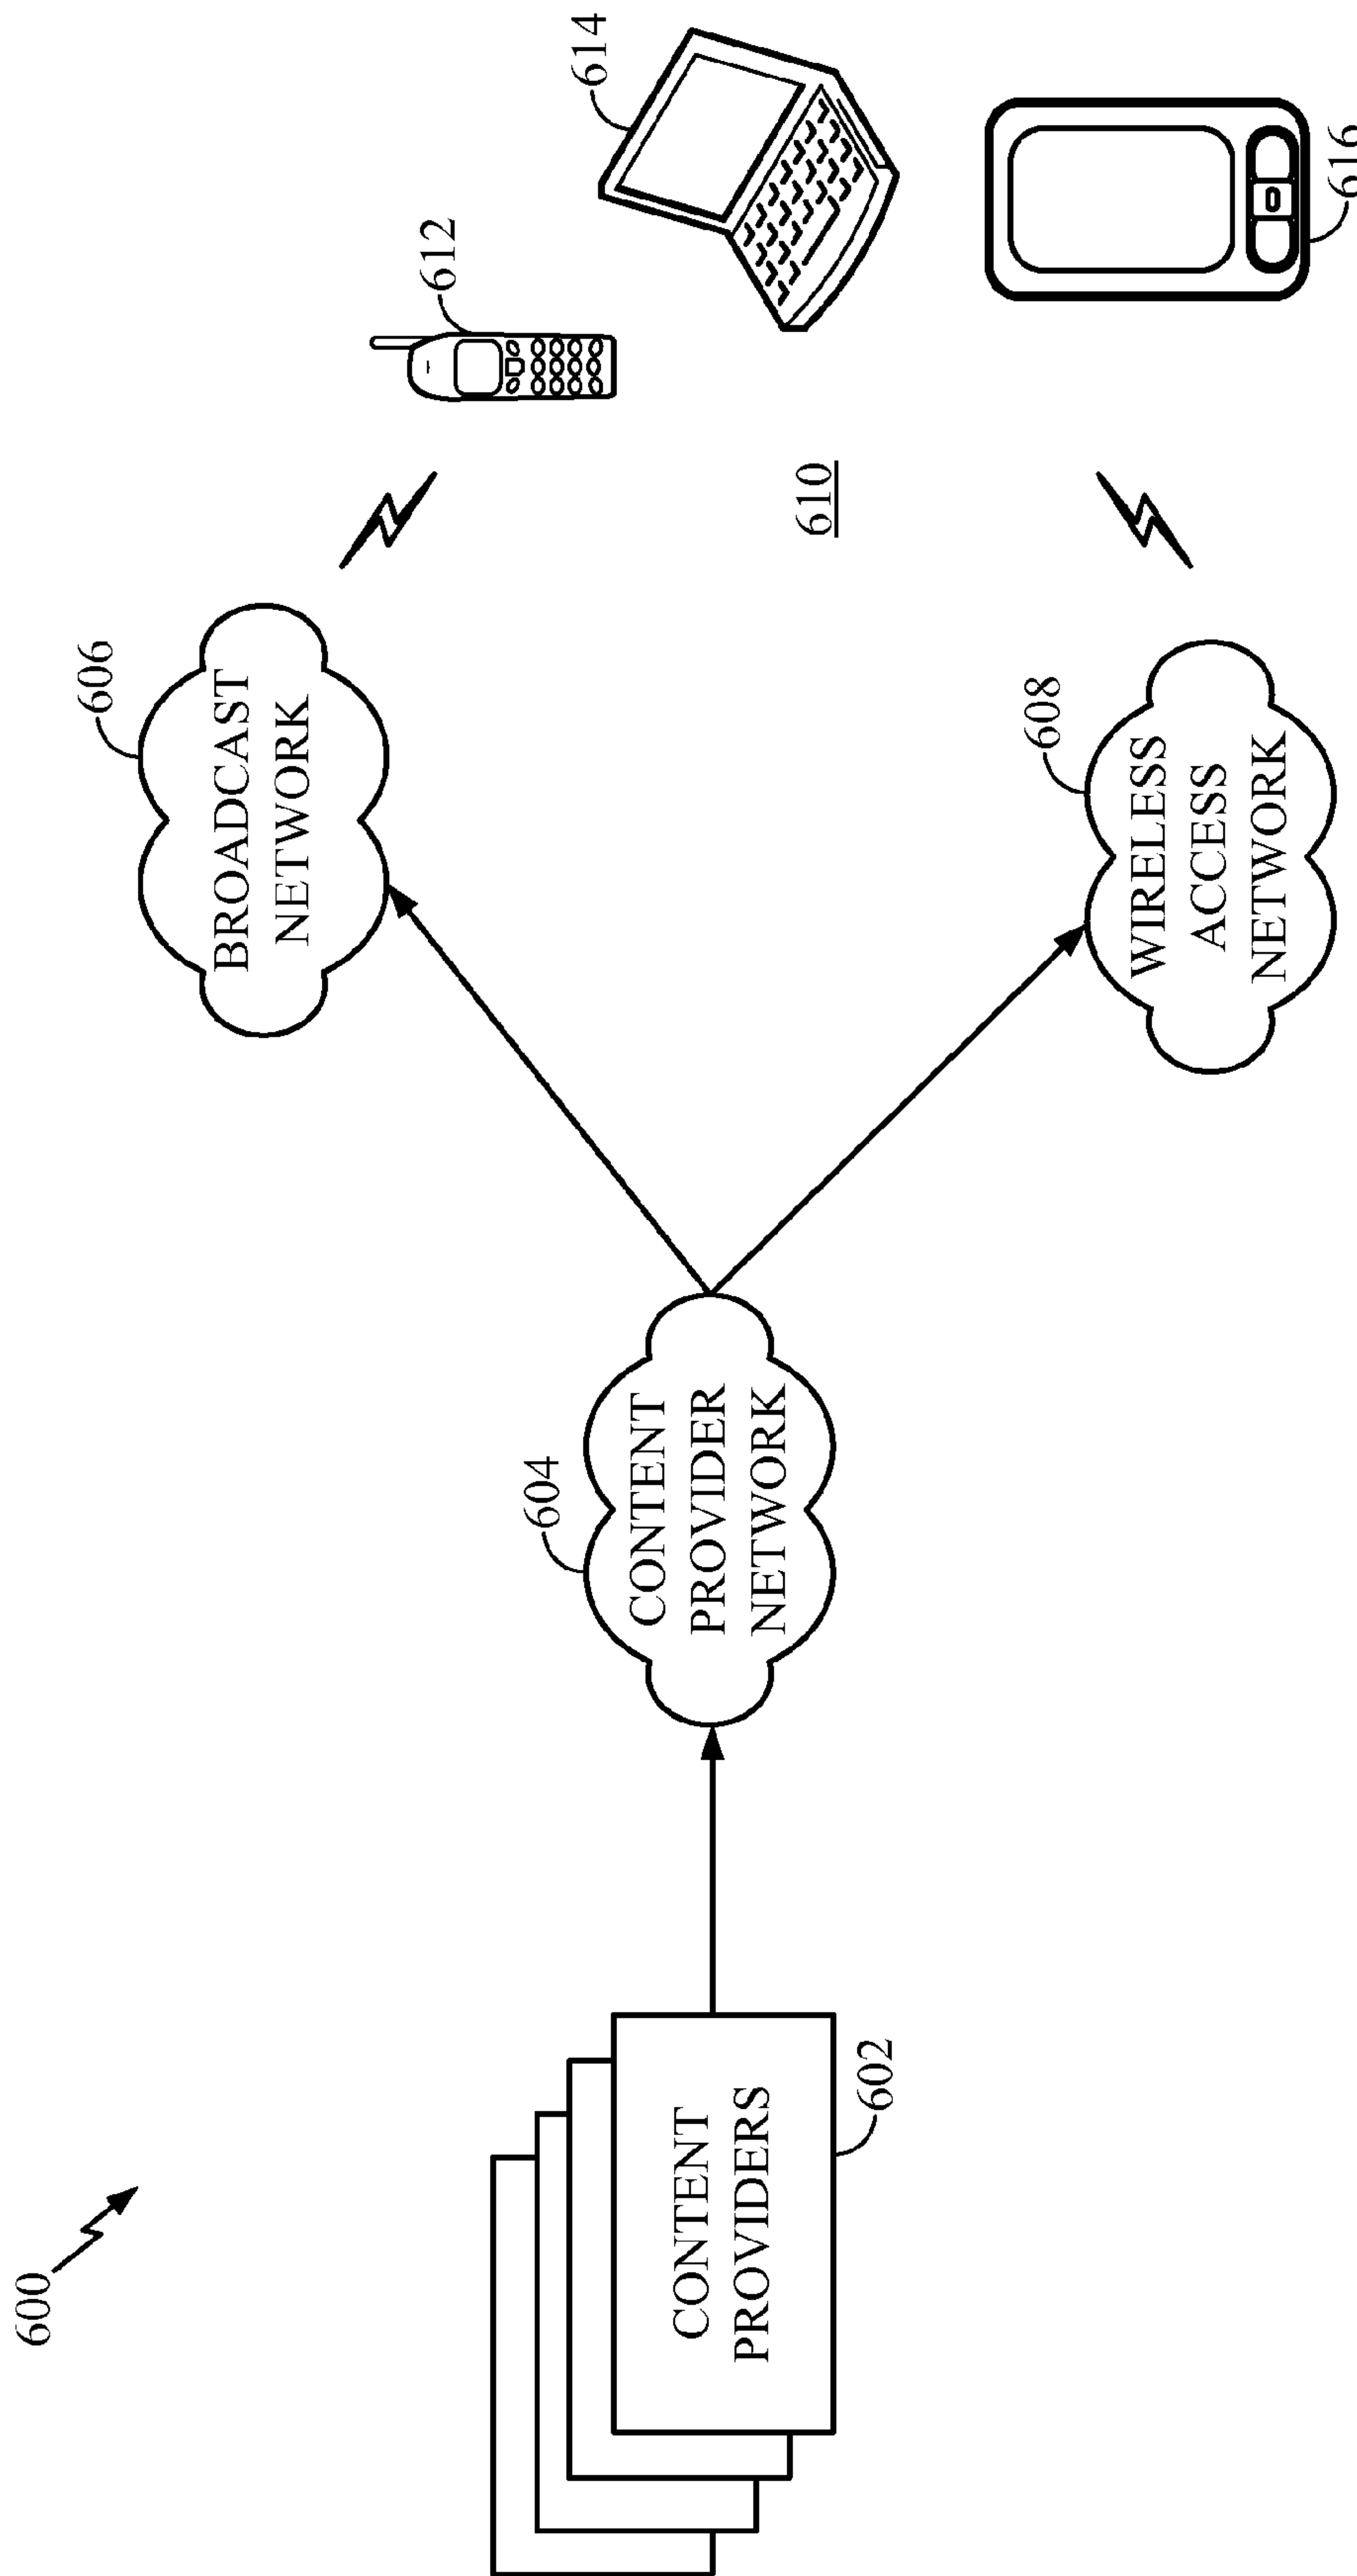 600
CONTENT
PROVIDERS
602
604
CONTENT
PROVIDER
NETWORK
606
BROADCAST
NETWORK
608
WIRELESS
ACCESS
NETWORK
610
612
614
616